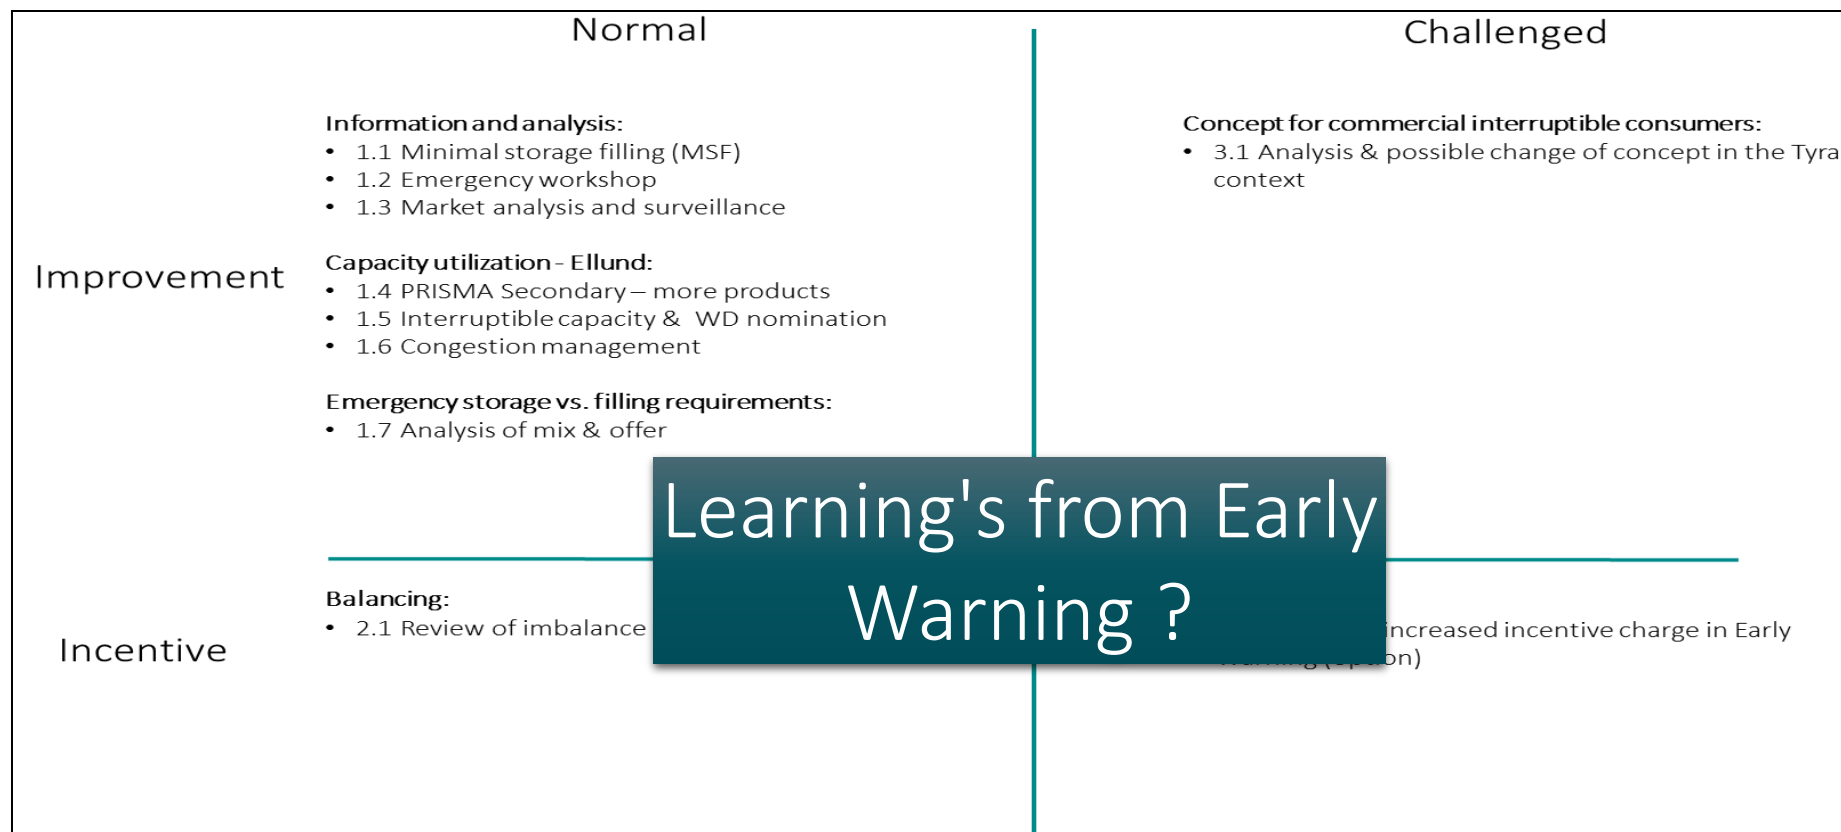 Normal
Challenged
Information and analysis:
• 1.1 Minimal storage filling (MSF)
• 1.2 Emergency workshop
• 1.3 Market analysis and surveillance
Capacity utilization - Ellund:
• 1.4 PRISMA Secondary – more products
• 1.5 Interruptible capacity & WD nomination
• 1.6 Congestion management
Emergency storage vs. filling requirements:
• 1.7 Analysis of mix & offer
Improvement
Concept for commercial interruptible consumers:
• 3.1 Analysis & possible change of concept in the Tyra
context
Learning's from Early
Warning ?
Incentive
Balancing:
• 2.1 Review of imbalance
increased incentive charge in Early